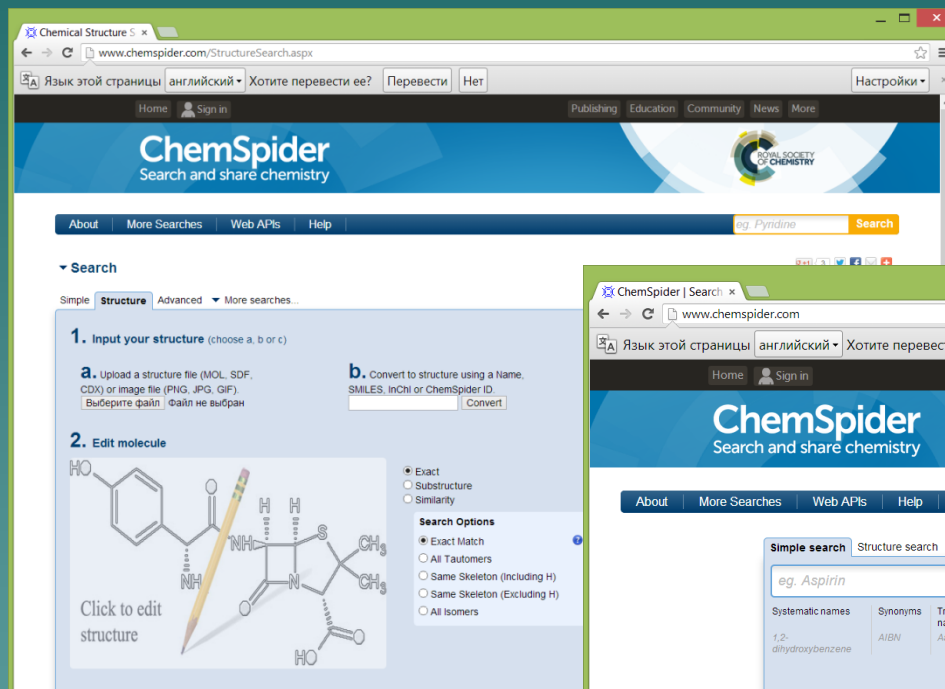 Chemical Structure S
www.chemspider.com/StructureSearch.aspx
Язык этой страницы английский Хотите перевести ее? Перевести Нет Настройки
Home Sign in Publishing Education Community News More
ChemSpider
Search and share chemistry
ROYAL SOCIETY
OF CHEMISTRY
About More Searches Web APIs Help eg. Pyridine Search
Search
Simple Structure Advanced More searches...
1. Input your structure (choose a, b or c)
a. Upload a structure file (MOL, SDF,
CDX) or image file (PNG, JPG, GIF).
Выберите файл Файл не выбран
b. Convert to structure using a Name,
SMILES, InChI or ChemSpider ID.
Convert
2. Edit molecule
HO
O
H H
NH
S
CH3
NH
N
CH3
O
O
HO
Click to edit
structure
Exact
Substructure
Similarity
Search Options
Exact Match
All Tautomers
Same Skeleton (Including H)
Same Skeleton (Excluding H)
All Isomers
ChemSpider | Search
www.chemspider.com
Язык этой страницы английский Хотите перевес
Home Sign in
ChemSpider
Search and share chemistry
About More Searches Web APIs Help
Simple search Structure search
eg. Aspirin
Systematic names Synonyms
1,2-
dihydroxybenzene
AIBN